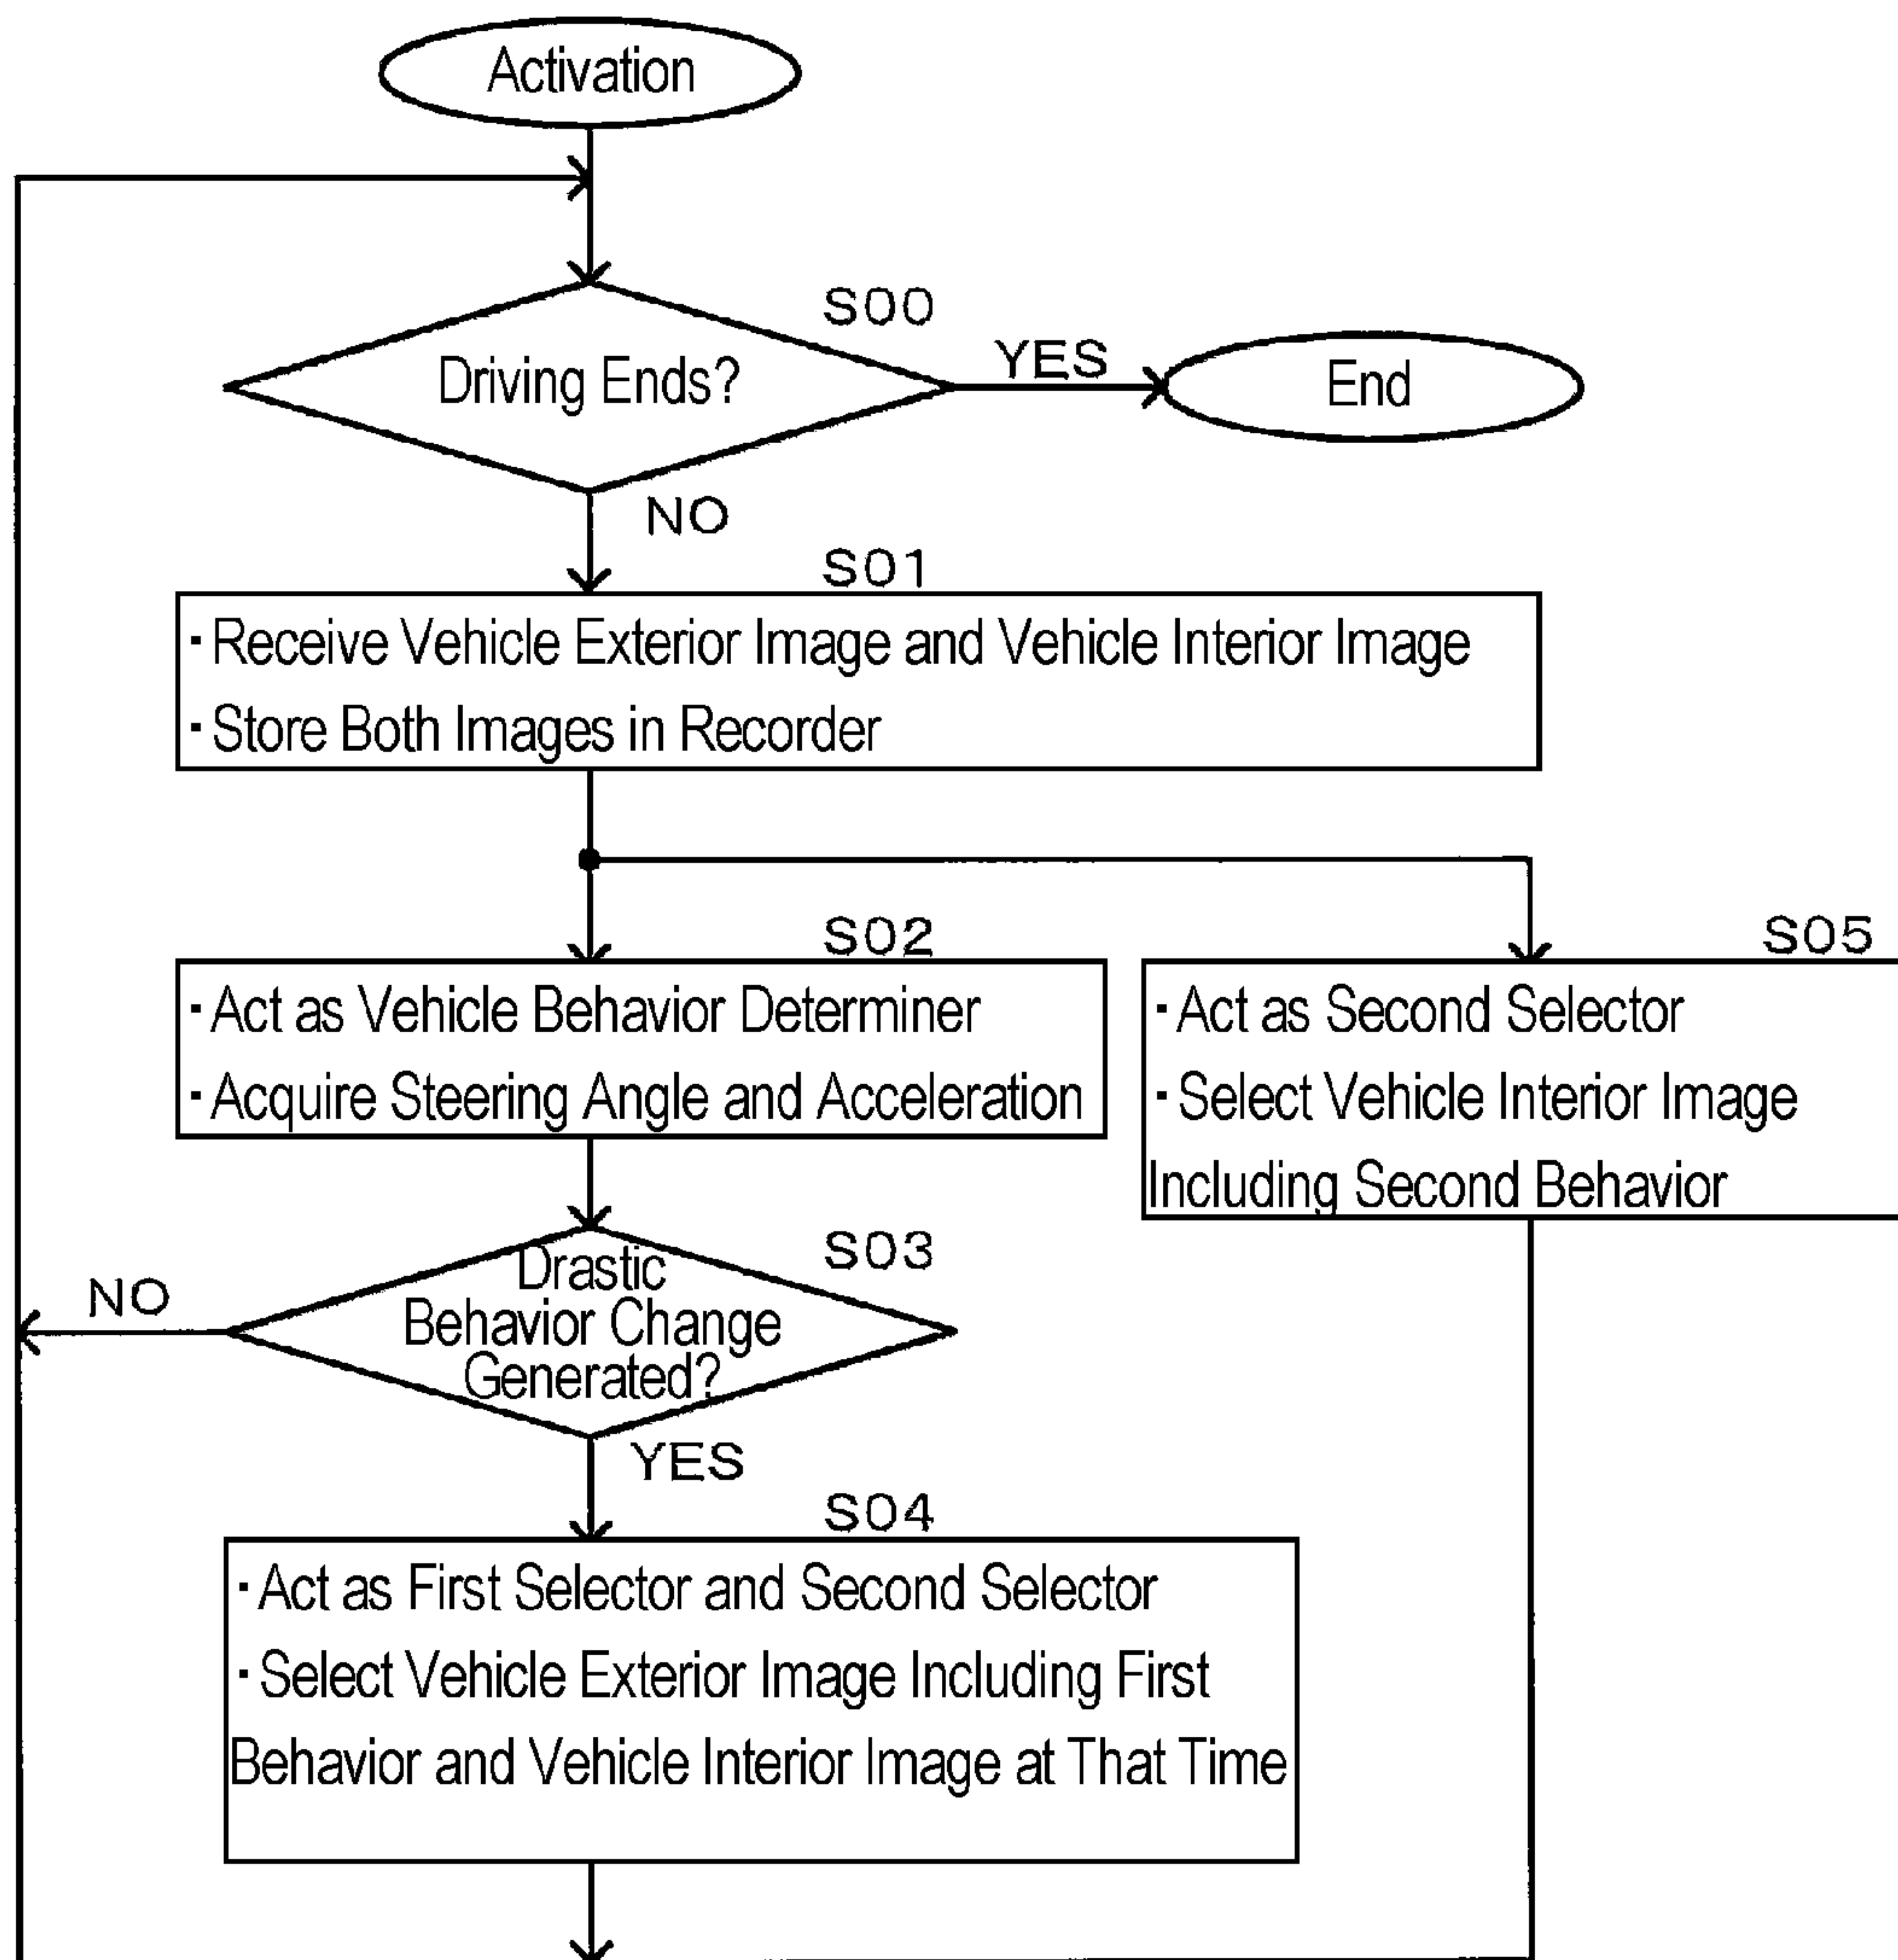 Activation
S00
Driving Ends?
YES
End
NO
S01
・Receive Vehicle Exterior Image and Vehicle Interior Image
・Store Both Images in Recorder
S02
・Act as Vehicle Behavior Determiner
・Acquire Steering Angle and Acceleration
S05
・Act as Second Selector
・Select Vehicle Interior Image
Including Second Behavior
S03
Drastic
Behavior Change
Generated?
NO
YES
S04
・Act as First Selector and Second Selector
・Select Vehicle Exterior Image Including First
Behavior and Vehicle Interior Image at That Time